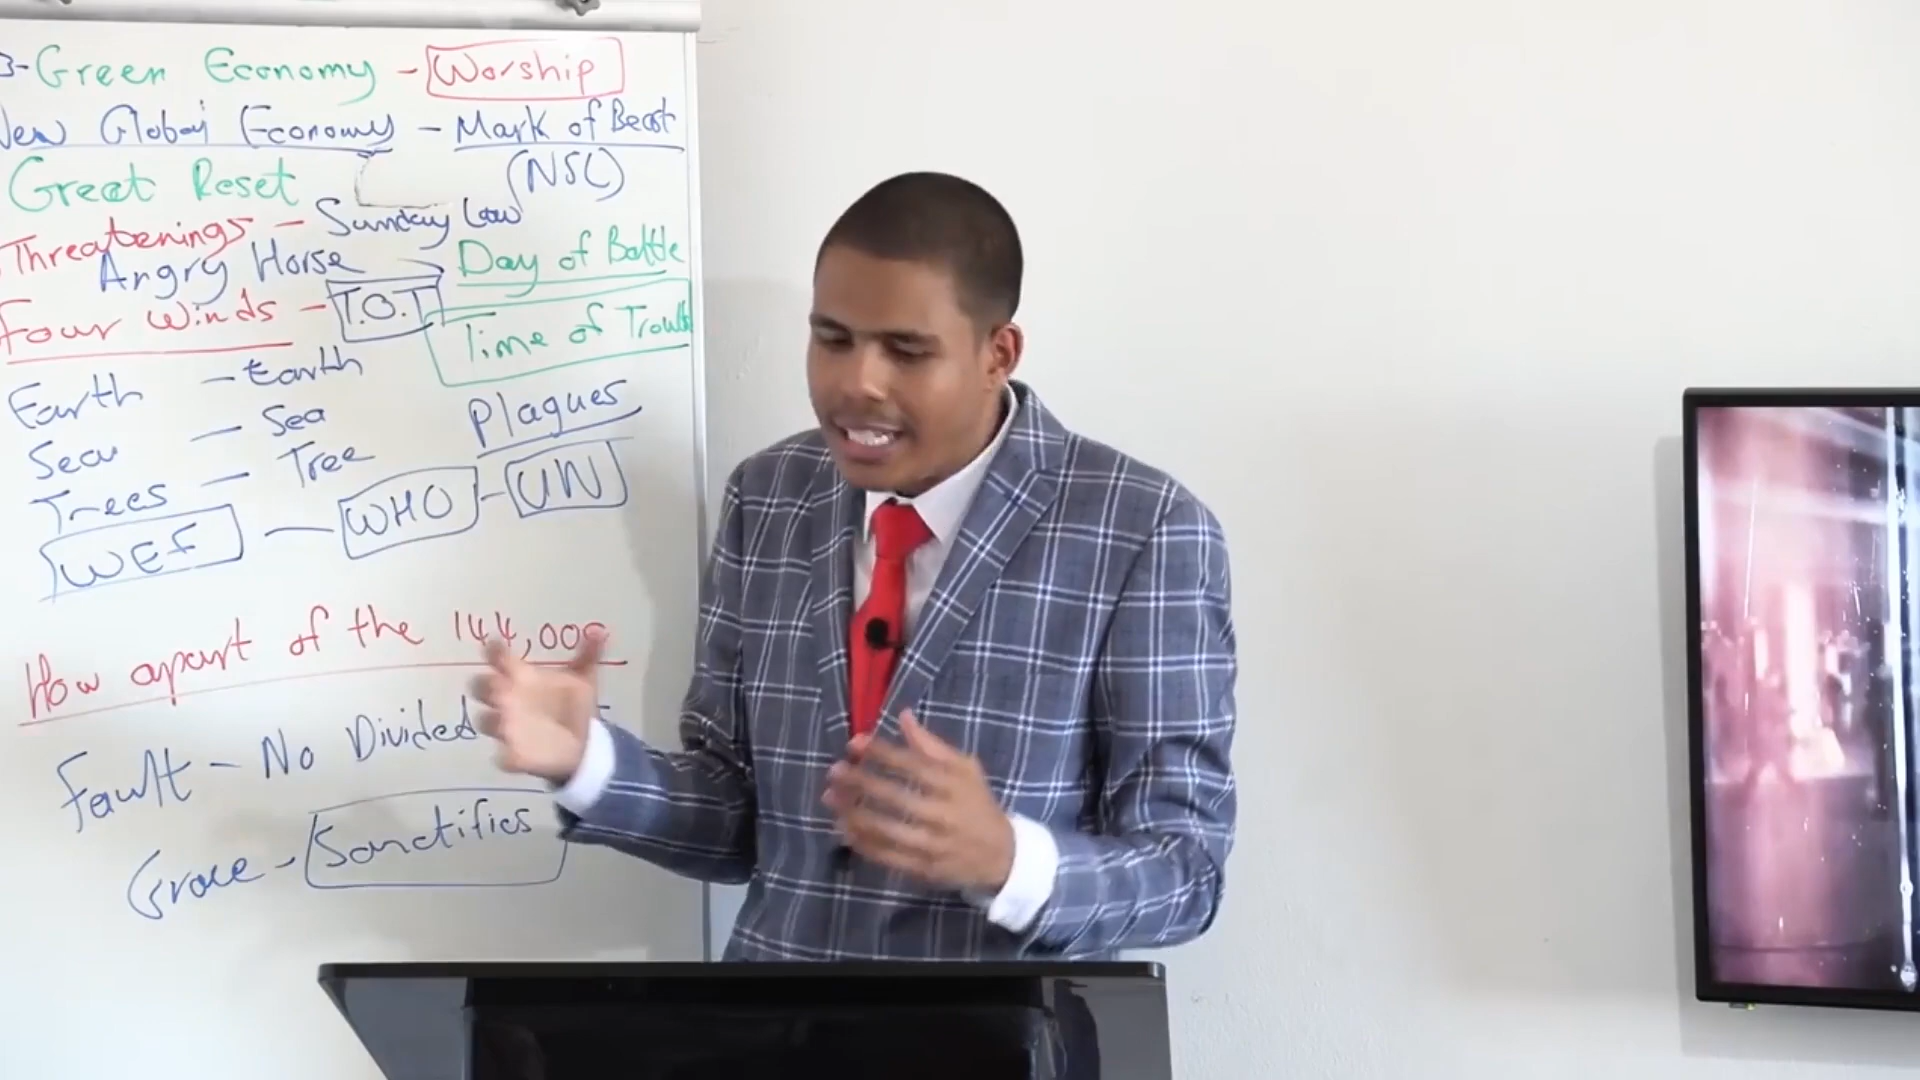 3-Green Economy - Worship
New Global Economy - Mark of Beast
(NSL)
Great Reset
Threatenings - Sunday Law
Angry Horse Day of Battle
Four Winds - T.O.T
Time of Troub
Earth - Earth
Sea - Sea
Plagues
Trees - Tree
WEF - WHO - UN
How apart of the 144,000
Fault - No Divided
Grace - Sanctifies